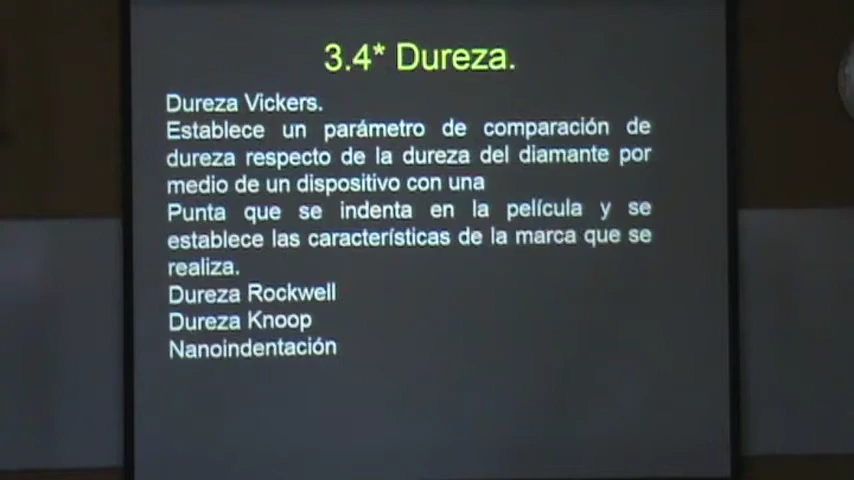 3.4* Dureza.
Dureza Vickers.
Establece un parámetro de comparación de
dureza respecto de la dureza del diamante por
medio de un dispositivo con una
Punta que se indenta en la película y se
establece las características de la marca que se
realiza.
Dureza Rockwell
Dureza Knoop
Nanoindentación